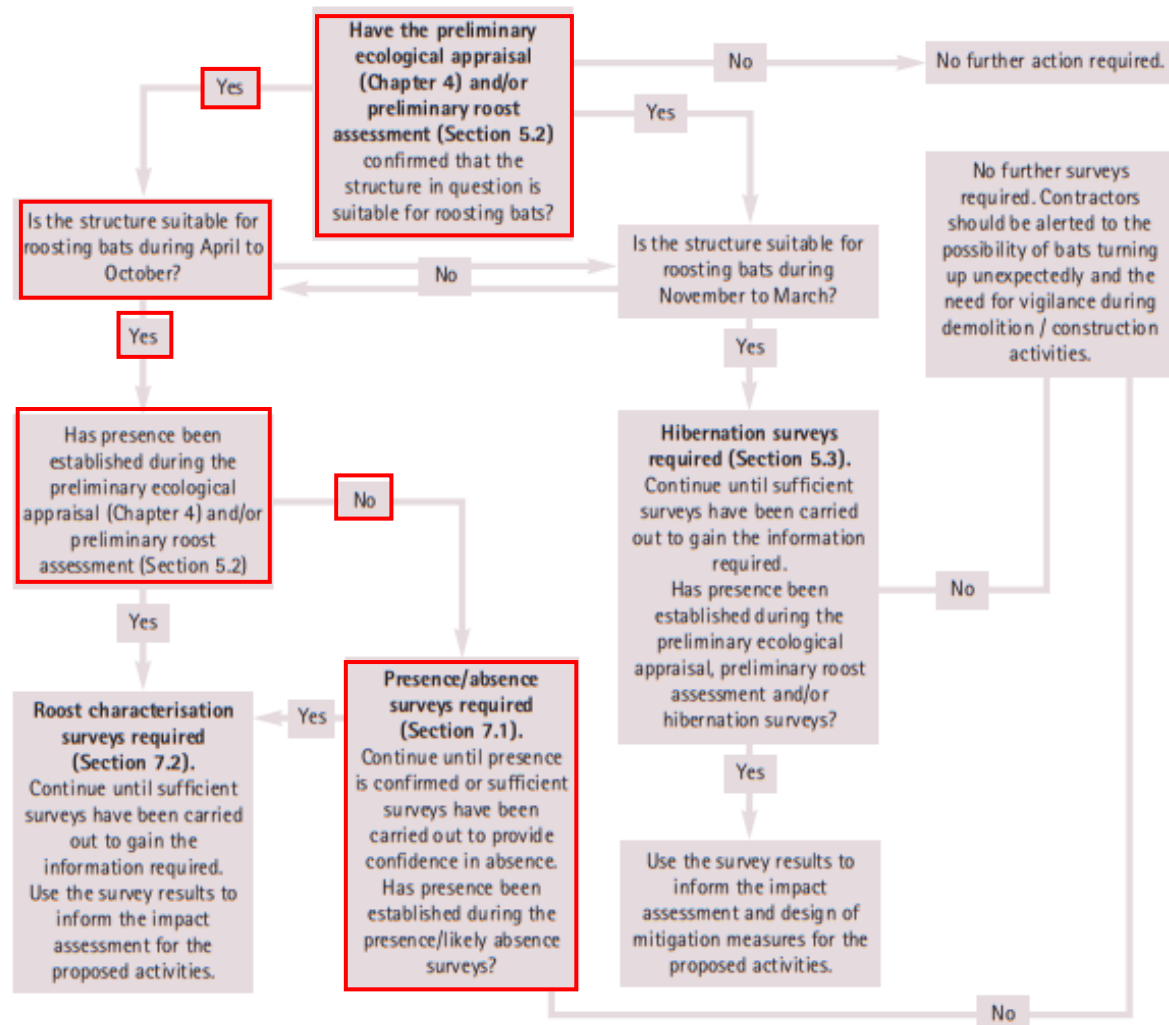 Have the preliminary
ecological appraisal
(Chapter 4) and/or
preliminary roost
assessment (Section 5.2)
confirmed that the
structure in question is
suitable for roosting bats?
No
No further action required.
Yes
Yes
Is the structure suitable for
roosting bats during April to
October?
No
Is the structure suitable for
roosting bats during
November to March?
No further surveys
required. Contractors
should be alerted to the
possibility of bats turning
up unexpectedly and the
need for vigilance during
demolition / construction
activities.
Yes
Yes
Has presence been
established during the
preliminary ecological
appraisal (Chapter 4) and/or
preliminary roost
assessment (Section 5.2)
No
Hibernation surveys
required (Section 5.3).
Continue until sufficient
surveys have been carried
out to gain the information
required.
Has presence been
established during the
preliminary ecological
appraisal, preliminary roost
assessment and/or
hibernation surveys?
No
Yes
Roost characterisation
surveys required
(Section 7.2).
Continue until sufficient
surveys have been carried
out to gain the
information required.
Use the survey results to
inform the impact
assessment for the
proposed activities.
Yes
Presence/absence
surveys required
(Section 7.1).
Continue until presence
is confirmed or sufficient
surveys have been
carried out to provide
confidence in absence.
Has presence been
established during the
presence/likely absence
surveys?
Yes
Use the survey results to
inform the impact
assessment and design of
mitigation measures for the
proposed activities.
No